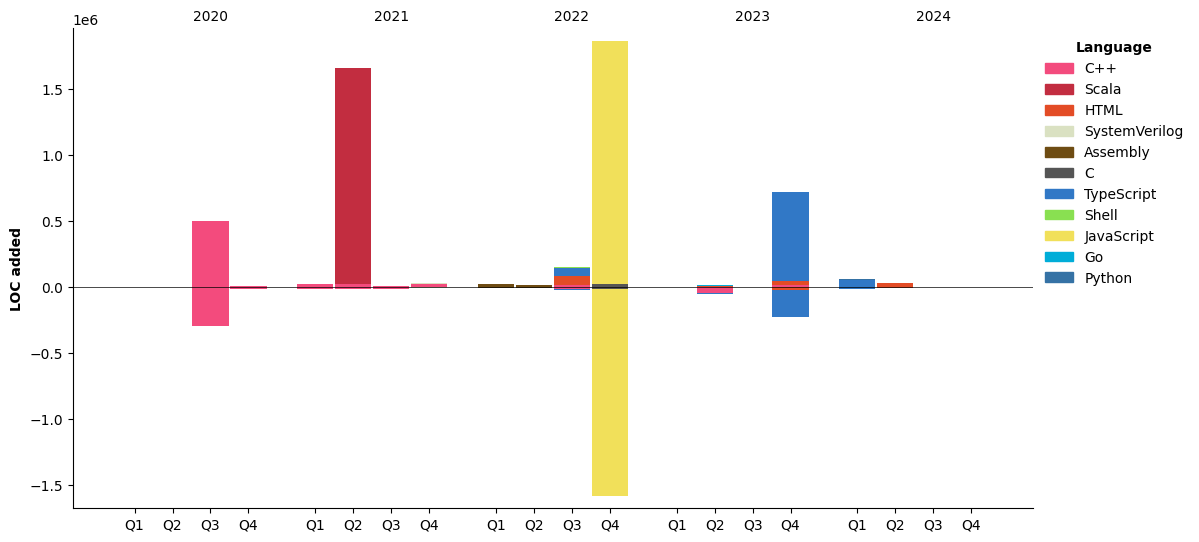 2020 2021 2022 2023 2024
1e6
Language
C++
Scala
HTML
SystemVerilog
Assembly
C
TypeScript
Shell
JavaScript
Go
Python
LOC added
1.5
1.0
0.5
0.0
−0.5
−1.0
−1.5
Q1 Q2 Q3 Q4 Q1 Q2 Q3 Q4 Q1 Q2 Q3 Q4 Q1 Q2 Q3 Q4 Q1 Q2 Q3 Q4